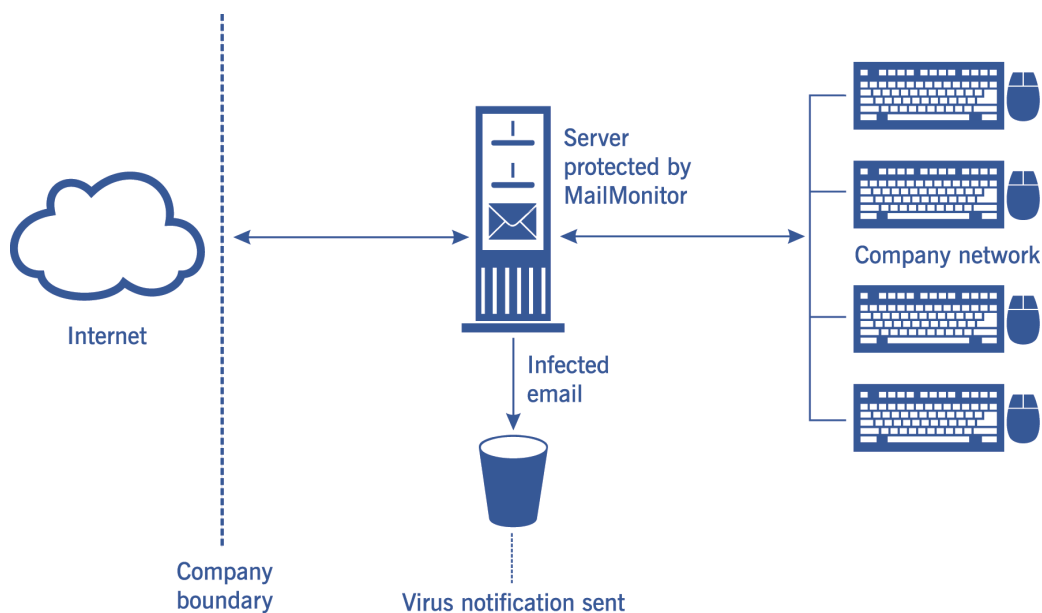 Server
protected by
MailMonitor
Company network
Internet
Infected
email
Company
boundary
Virus notification sent